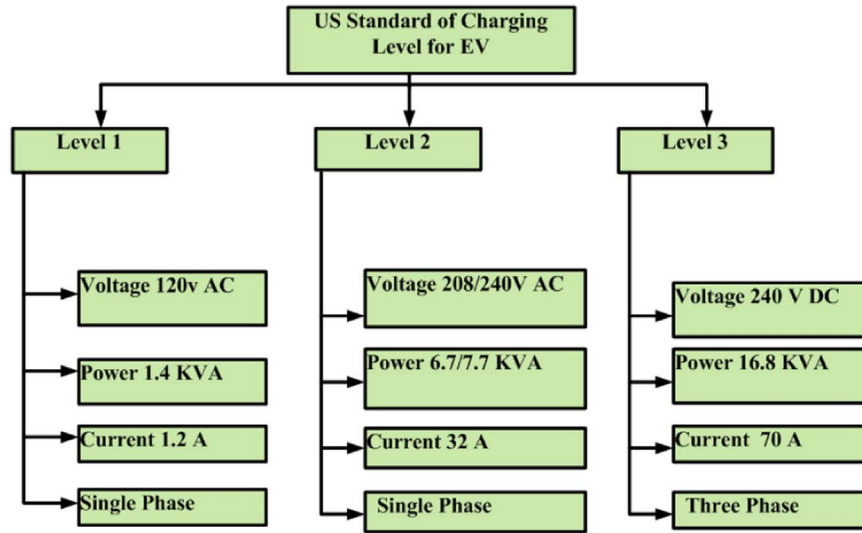 US Standard of Charging
Level for EV
Level 1
Level 2
Level 3
Voltage 120v AC
Power 1.4 KVA
Current 1.2 A
Single Phase
Voltage 208/240V AC
Power 6.7/7.7 KVA
Current 32 A
Single Phase
Voltage 240 V DC
Power 16.8 KVA
Current 70 A
Three Phase